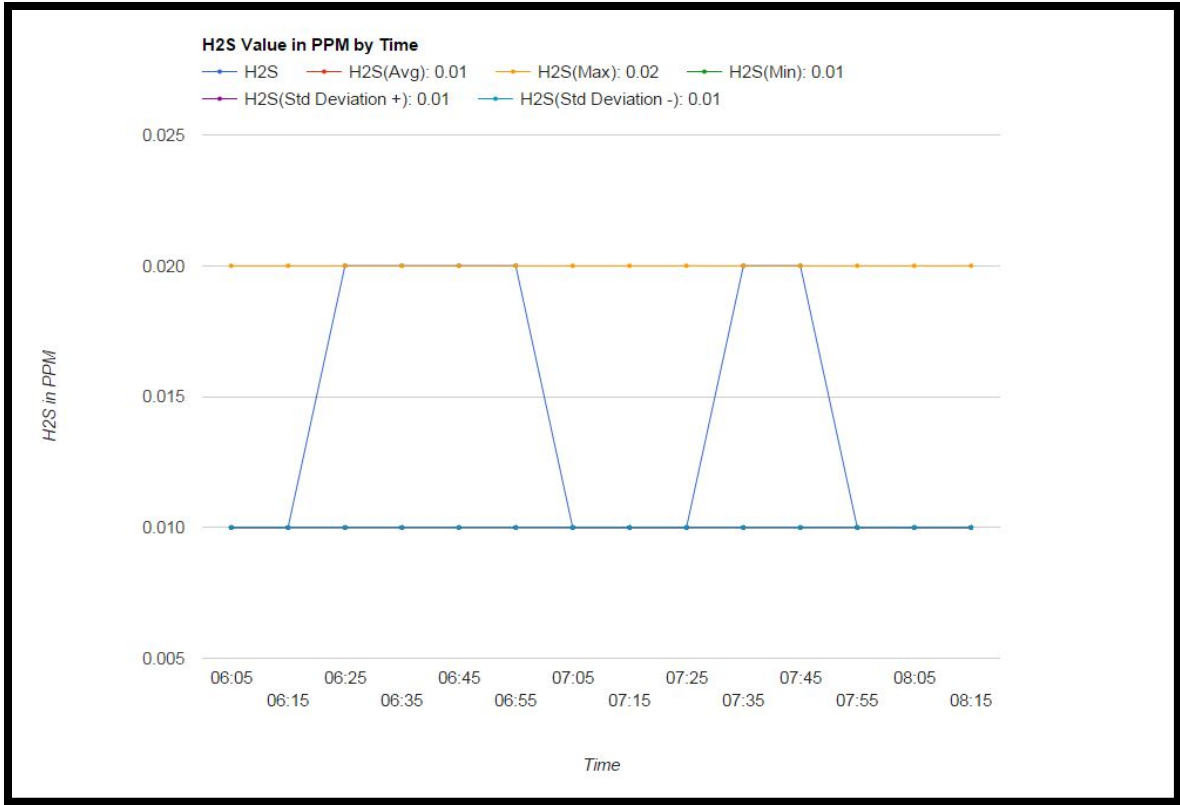 H2S Value in PPM by Time
H2S H2S(Avg): 0.01 H2S(Max): 0.02 H2S(Min): 0.01
H2S(Std Deviation +): 0.01 H2S(Std Deviation -): 0.01
0.025
0.020
0.015
0.010
0.005
H2S in PPM
06:05 06:25 06:45 07:05 07:25 07:45 08:05
06:15 06:35 06:55 07:15 07:35 07:55 08:15
Time